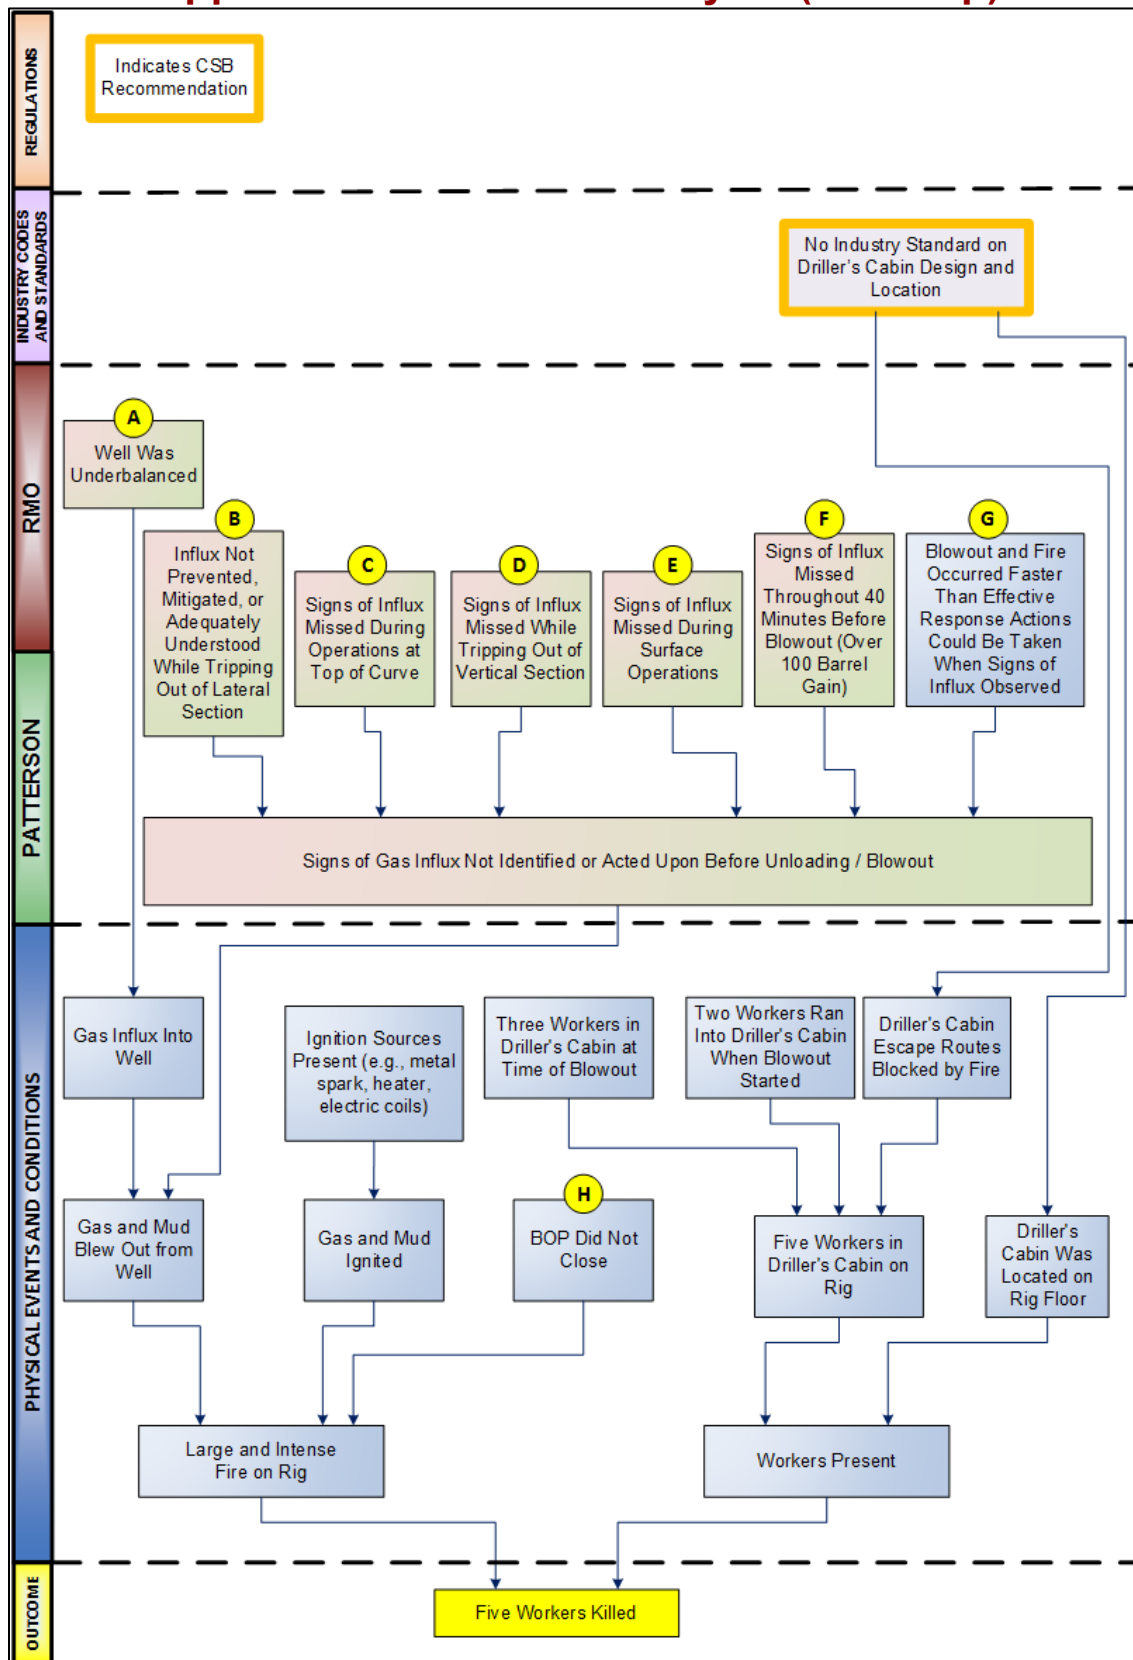 REGULATIONS
Indicates CSB
Recommendation
INDUSTRY CODES
AND STANDARDS
No Industry Standard on
Driller's Cabin Design and
Location
RMO
PATTERSON
A
Well Was
Underbalanced
B
Influx Not
Prevented,
Mitigated, or
Adequately
Understood
While Tripping
Out of Lateral
Section
C
Signs of Influx
Missed During
Operations at
Top of Curve
D
Signs of Influx
Missed While
Tripping Out of
Vertical Section
E
Signs of Influx
Missed During
Surface
Operations
F
Signs of Influx
Missed
Throughout 40
Minutes Before
Blowout (Over
100 Barrel
Gain)
G
Blowout and Fire
Occurred Faster
Than Effective
Response Actions
Could Be Taken
When Signs of
Influx Observed
Signs of Gas Influx Not Identified or Acted Upon Before Unloading / Blowout
PHYSICAL EVENTS AND CONDITIONS
Gas Influx Into
Well
Ignition Sources
Present (e.g., metal
spark, heater,
electric coils)
Three Workers in
Driller's Cabin at
Time of Blowout
Two Workers Ran
Into Driller's Cabin
When Blowout
Started
Driller's Cabin
Escape Routes
Blocked by Fire
Gas and Mud
Blew Out from
Well
Gas and Mud
Ignited
H
BOP Did Not
Close
Five Workers in
Driller's Cabin on
Rig
Driller's
Cabin Was
Located on
Rig Floor
Large and Intense
Fire on Rig
Workers Present
OUTCOME
Five Workers Killed